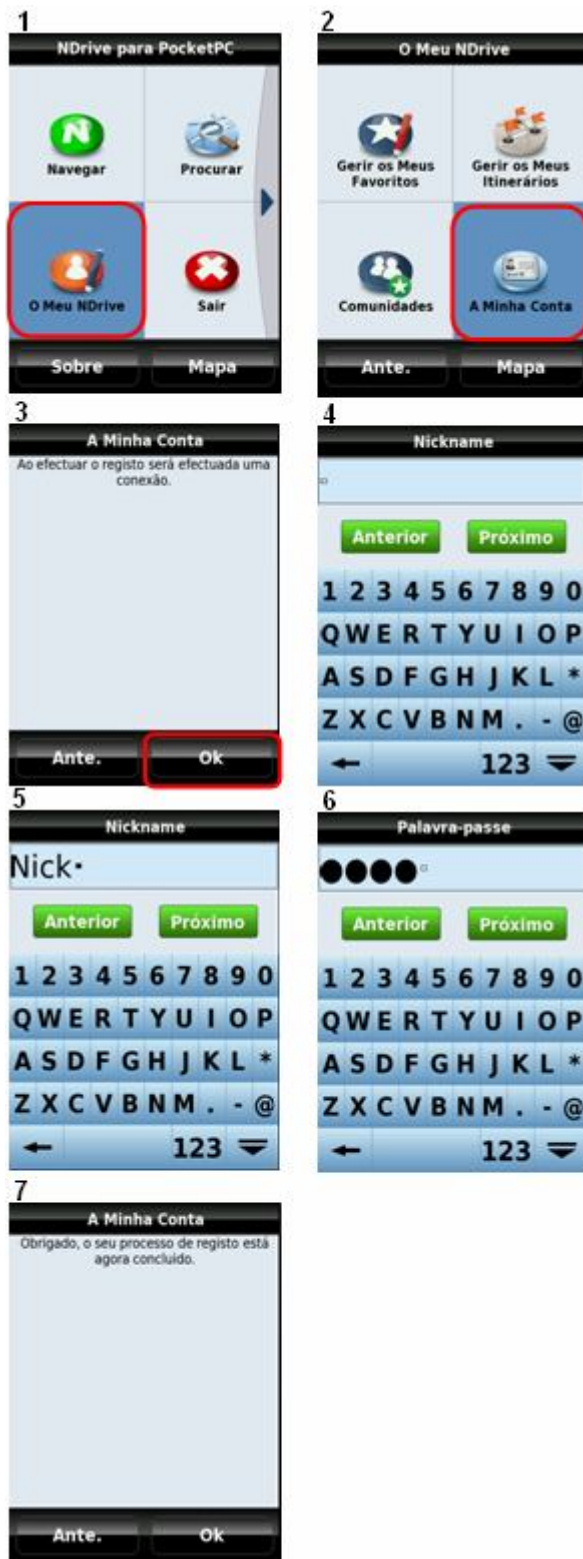 1
NDrive para PocketPC
Navegar
Procurar
O Meu NDrive
Sair
Sobre
Mapa
2
O Meu NDrive
Gerir os Meus
Favoritos
Gerir os Meus
Itinerários
Comunidades
A Minha Conta
Ante.
Mapa
3
A Minha Conta
Ao efectuar o registo será efectuada uma
conexão.
Ante.
Ok
4
Nickname
Anterior
Próximo
1 2 3 4 5 6 7 8 9 0
Q W E R T Y U I O P
A S D F G H J K L *
Z X C V B N M . - @
123
5
Nickname
Nick
Anterior
Próximo
1 2 3 4 5 6 7 8 9 0
Q W E R T Y U I O P
A S D F G H J K L *
Z X C V B N M . - @
123
6
Palavra-passe
Anterior
Próximo
1 2 3 4 5 6 7 8 9 0
Q W E R T Y U I O P
A S D F G H J K L *
Z X C V B N M . - @
123
7
A Minha Conta
Obrigado, o seu processo de registo está
agora concluido.
Ante.
Ok